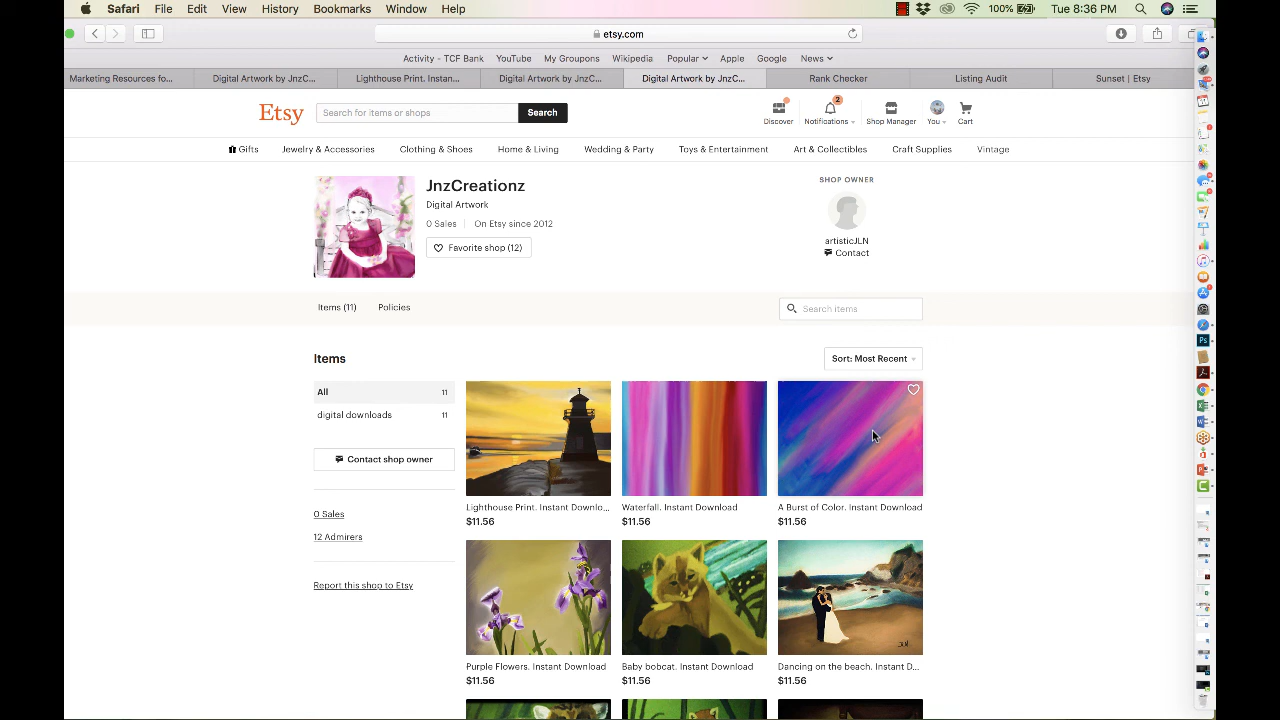 Safari File Edit View History Bookmarks Window Help 100% Tue 8:36 PM
etsy.com
Activity - TCF Bank YouTube My Groupons Wikipedia Popular Apple Google News
Marketing Resources fo... Digital Artwork by JnzC... Lighthouse Print. Instan... Digital Artwork by JnzC... Digital Artwork by JnzC... Rank Checker Listing Audit Sunset | Etsy
Etsy Search for items or shops Search
2
Discover Notifications Shop Manager You Cart
Gifts Jewelry & Accessories Clothing & Shoes Home & Living Wedding & Party Toys & Entertainment Art & Collectibles Craft Supplies Vintage
JnzCreationz
Digital Artwork
Sales On Etsy since 2012
Favorite shop (12)
SHOP OWNER
artisticJLN
Contact
Items (11) Policies
Search items
Items
Sort: Most Recent
All 11
digital downloads 11
Contact shop owner
0 Sales
12 Admirers
Report this shop to Etsy
Lighthouse Print. Instant Downlo... Waterfall. Instant Download A Burst of Color. Instant Download
$11.56 $11.56 $11.56
Purple Flowers. Instant Download Baby bobcat. Instant Download Dancing on the beach. Instant D...
$11.56 $11.56 $11.56